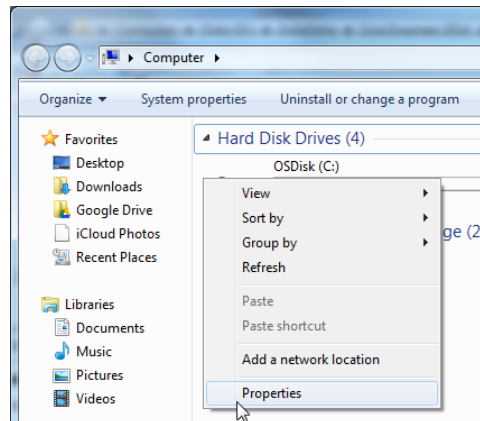 Computer
Organize
System properties
Uninstall or change a program
Favorites
Desktop
Downloads
Google Drive
iCloud Photos
Recent Places
Libraries
Documents
Music
Pictures
Videos
Hard Disk Drives (4)
OSDisk (C:)
ge (2
View
Sort by
Group by
Refresh
Paste
Paste shortcut
Add a network location
Properties